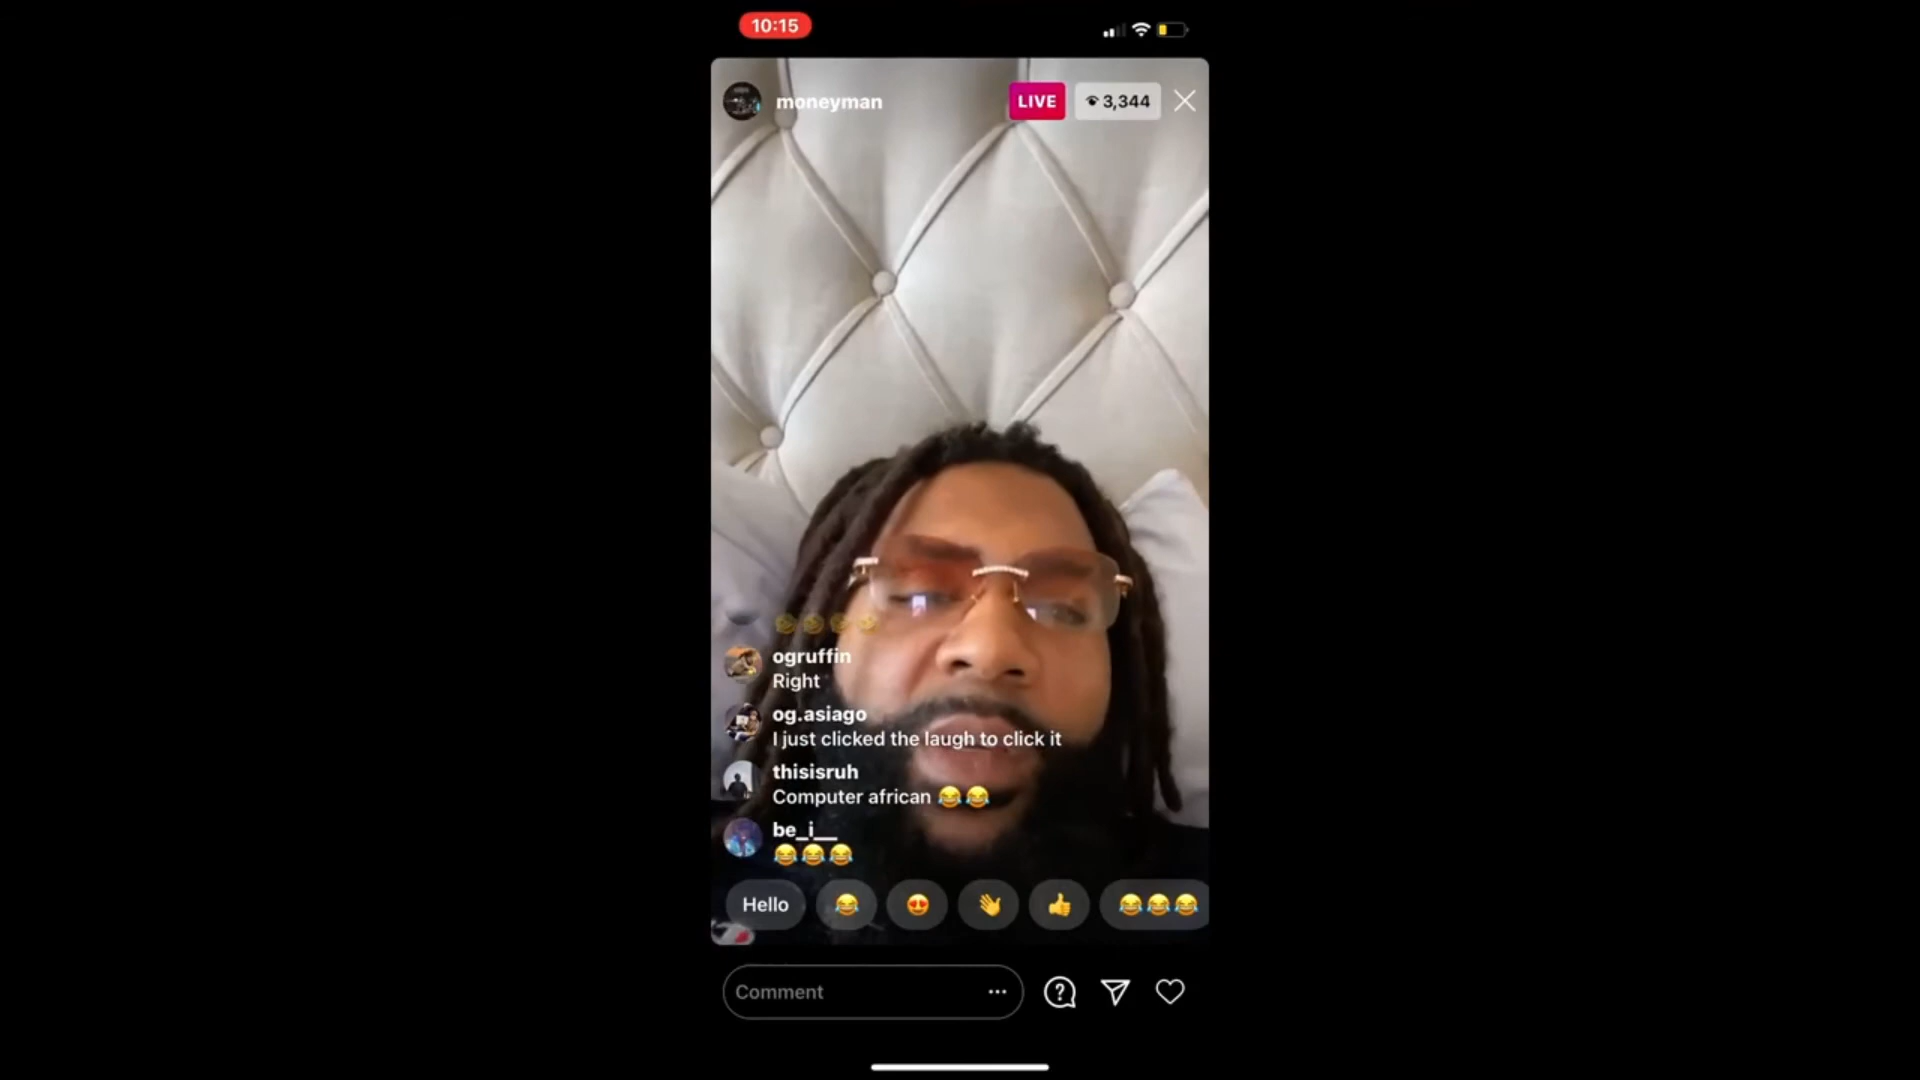 10:15
moneyman
LIVE
3,344
ogruffin
Right
og.asiago
I just clicked the laugh to click it
thisisruh
Computer african 😂😂
be_i__
😂😂😂
Hello
Comment